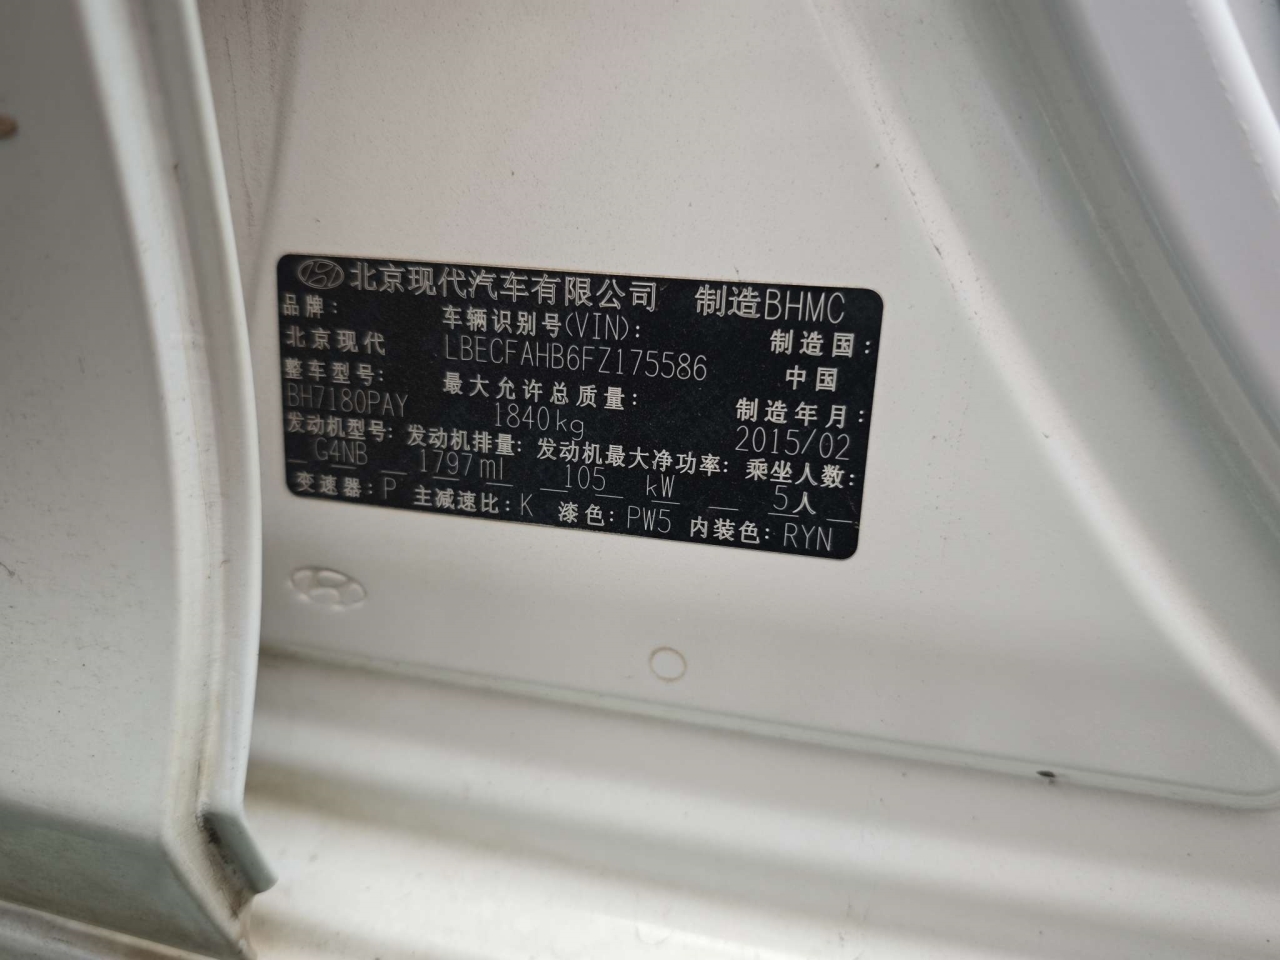 北京现代汽车有限公司 制造BHMC
品牌: 车辆识别号(VIN): 制造国:
北京现代 LBECFAHB6FZ175586 中国
整车型号: 最大允许总质量: 制造年月:
BH7180PAY 1840kg 2015/02
发动机型号: 发动机排量: 发动机最大净功率: 乘坐人数:
G4NB 1797ml 105 kW 5人
变速器:P 主减速比:K 漆色:PW5 内装色:RYN